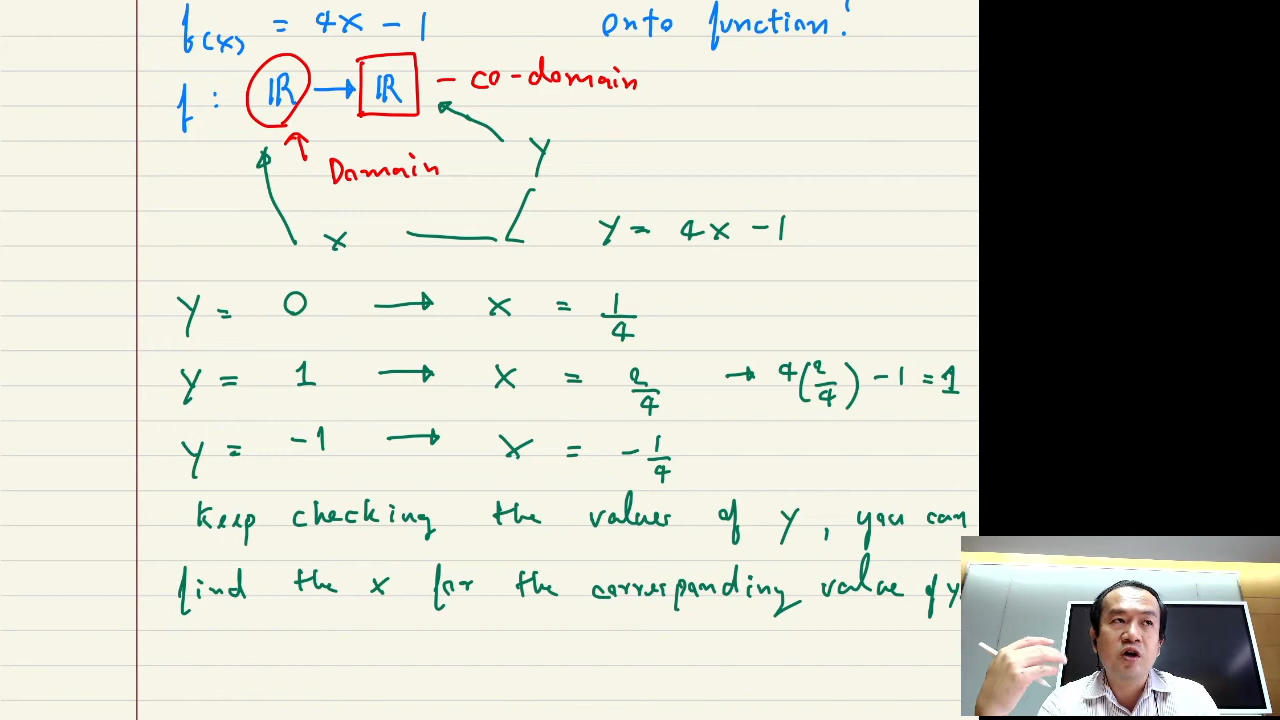 f(x) = 4x - 1 onto function?
f : ℝ → ℝ - co-domain
Y
Domain
x Y = 4x - 1
Y = 0 → x = 1/4
y = 1 → x = 2/4 → 4(2/4) - 1 = 1
y = -1 → x = -1/4
Keep checking the values of y, you can
find the x for the corresponding value of y